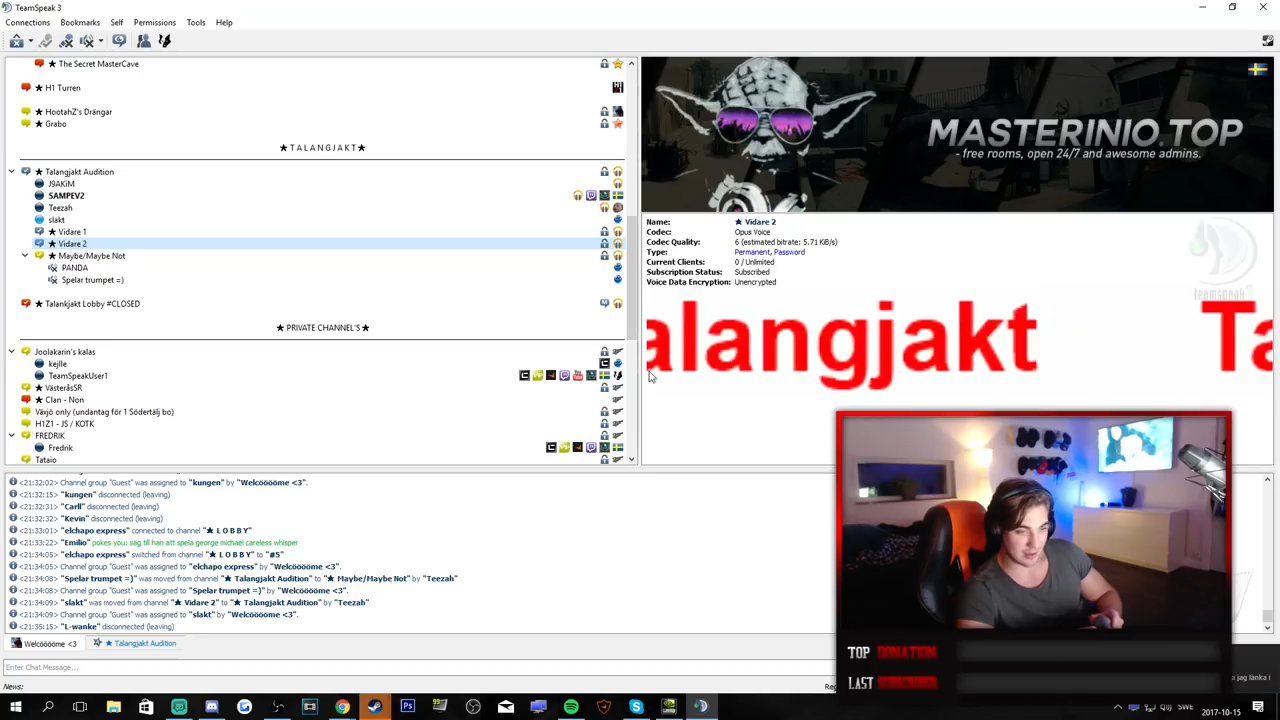 TeamSpeak 3
Connections Bookmarks Self Permissions Tools Help
★ The Secret MasterCave
★ H1 Turren
★ HootahZ's Drängar
★ Grabo
★ T A L A N G J A K T ★
★ Talangjakt Audition
J9AKiM
SAMPEV2
Teezah
slakt
★ Vidare 1
★ Vidare 2
★ Maybe/Maybe Not
PANDA
Spelar trumpet =)
★ Talankjakt Lobby #CLOSED
★ PRIVATE CHANNEL'S ★
Joolakarin's kalas
kejlle
TeamSpeakUser1
★ VästeråsSR
★ Clan - Non
Växjö only (undantag för 1 Södertälj bo)
H1Z1 - JS / KOTK
FREDRIK
Fredrik
Tataio
MASTERINIO.TOP
- free rooms, open 24/7 and awesome admins.
Name: ★ Vidare 2
Codec: Opus Voice
Codec Quality: 6 (estimated bitrate: 5.71 KiB/s)
Type: Permanent, Password
Current Clients: 0 / Unlimited
Subscription Status: Subscribed
Voice Data Encryption: Unencrypted
alangjakt Ta
<21:32:02> Channel group "Guest" was assigned to "kungen" by "Welcööööme <3".
<21:32:15> "kungen" disconnected (leaving)
<21:32:31> "Carll" disconnected (leaving)
<21:32:32> "Kevin" disconnected (leaving)
<21:33:01> "elchapo express" connected to channel "★ L O B B Y"
<21:33:22> "Emilio" pokes you: säg till han att spela george michael careless whisper
<21:34:05> "elchapo express" switched from channel "★ L O B B Y" to "#5"
<21:34:05> Channel group "Guest" was assigned to "elchapo express" by "Welcööööme <3".
<21:34:08> "Spelar trumpet =)" was moved from channel "★ Talangjakt Audition" to "★ Maybe/Maybe Not" by "Teezah"
<21:34:08> Channel group "Guest" was assigned to "Spelar trumpet =)" by "Welcööööme <3".
<21:34:09> "slakt" was moved from channel "★ Vidare 2" to "★ Talangjakt Audition" by "Teezah"
<21:34:09> Channel group "Guest" was assigned to "slakt" by "Welcööööme <3".
<21:35:15> "L-wanke" disconnected (leaving)
Welcööööme <3 ★ Talangjakt Audition
Enter Chat Message...
News:
TOP DONATION
LAST
s jag länka i
SWE
2017-10-15